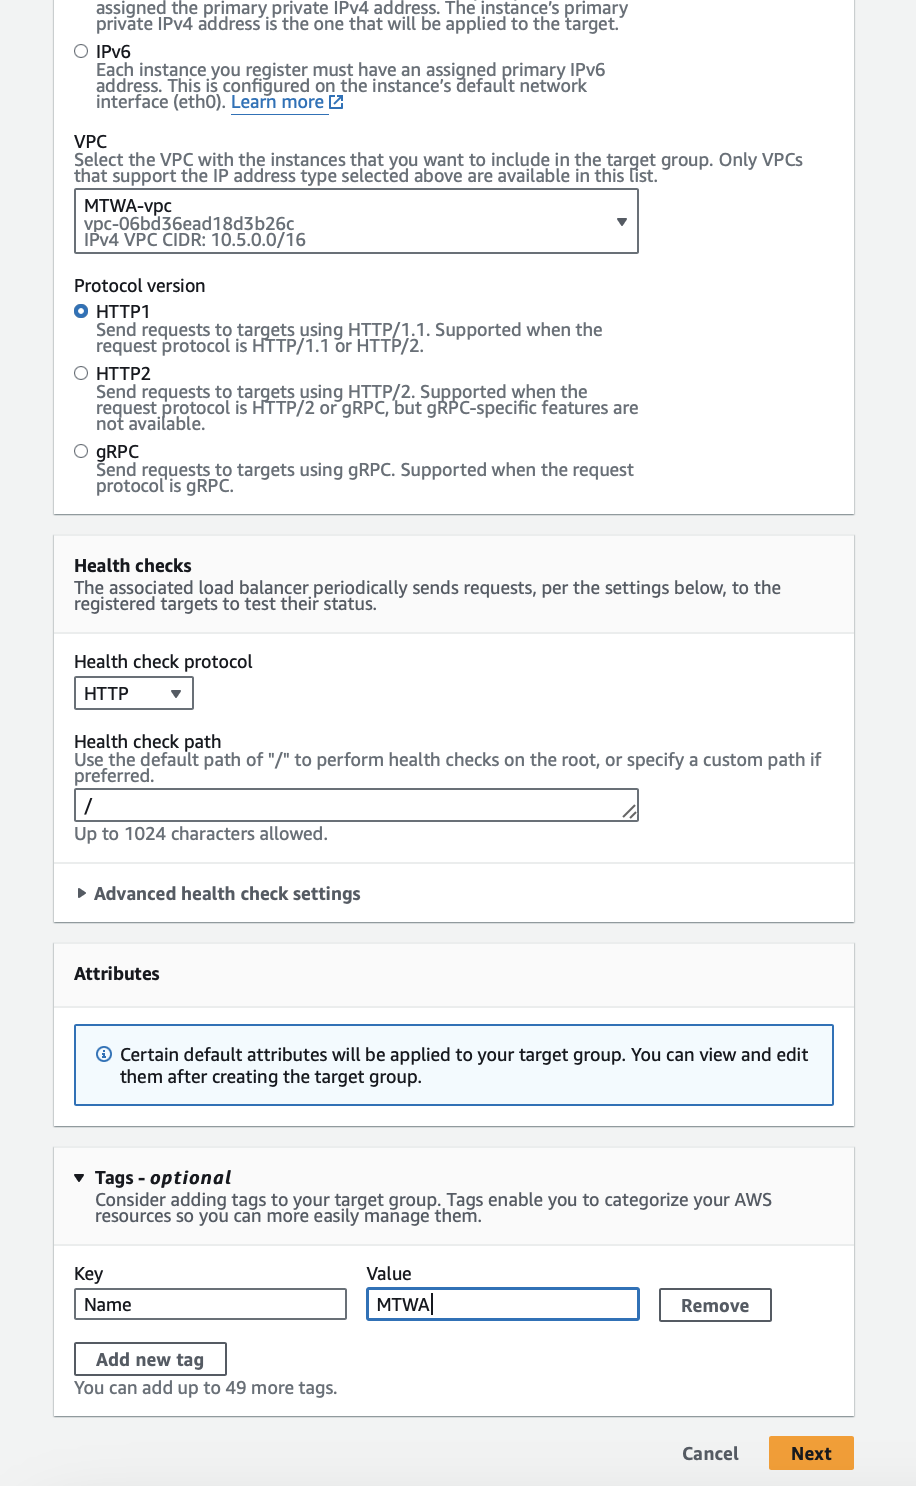 assigned the primary private IPv4 address. The instance's primary
private IPv4 address is the one that will be applied to the target.
IPv6
Each instance you register must have an assigned primary IPv6
address. This is configured on the instance's default network
interface (eth0). Learn more
VPC
Select the VPC with the instances that you want to include in the target group. Only VPCs
that support the IP address type selected above are available in this list.
MTWA-vpc
vpc-06bd36ead18d3b26c
IPv4 VPC CIDR: 10.5.0.0/16
Protocol version
HTTP1
Send requests to targets using HTTP/1.1. Supported when the
request protocol is HTTP/1.1 or HTTP/2.
HTTP2
Send requests to targets using HTTP/2. Supported when the
request protocol is HTTP/2 or gRPC, but gRPC-specific features are
not available.
gRPC
Send requests to targets using gRPC. Supported when the request
protocol is gRPC.
Health checks
The associated load balancer periodically sends requests, per the settings below, to the
registered targets to test their status.
Health check protocol
HTTP
Health check path
Use the default path of "/" to perform health checks on the root, or specify a custom path if
preferred.
/
Up to 1024 characters allowed.
Advanced health check settings
Attributes
Certain default attributes will be applied to your target group. You can view and edit
them after creating the target group.
Tags - optional
Consider adding tags to your target group. Tags enable you to categorize your AWS
resources so you can more easily manage them.
Key Value
Name MTWA Remove
Add new tag
You can add up to 49 more tags.
Cancel Next